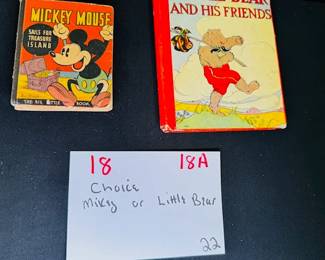 MICKEY MOUSE
SAILS FOR
TREASURE
ISLAND
THE BIG LITTLE BOOK
BEAR
AND HIS FRIENDS
18 18A
Choice
Mikey or Little Bear
22